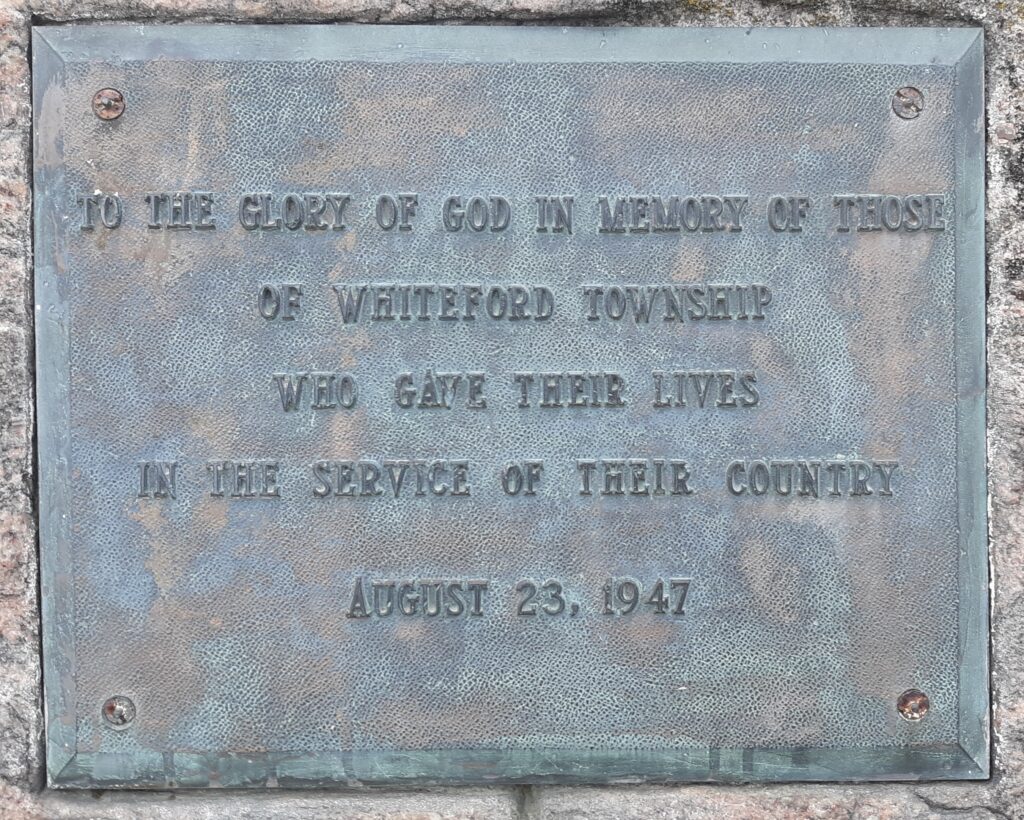 TO THE GLORY OF GOD IN MEMORY OF THOSE
OF WHITEFORD TOWNSHIP
WHO GAVE THEIR LIVES
IN THE SERVICE OF THEIR COUNTRY
AUGUST 23, 1947